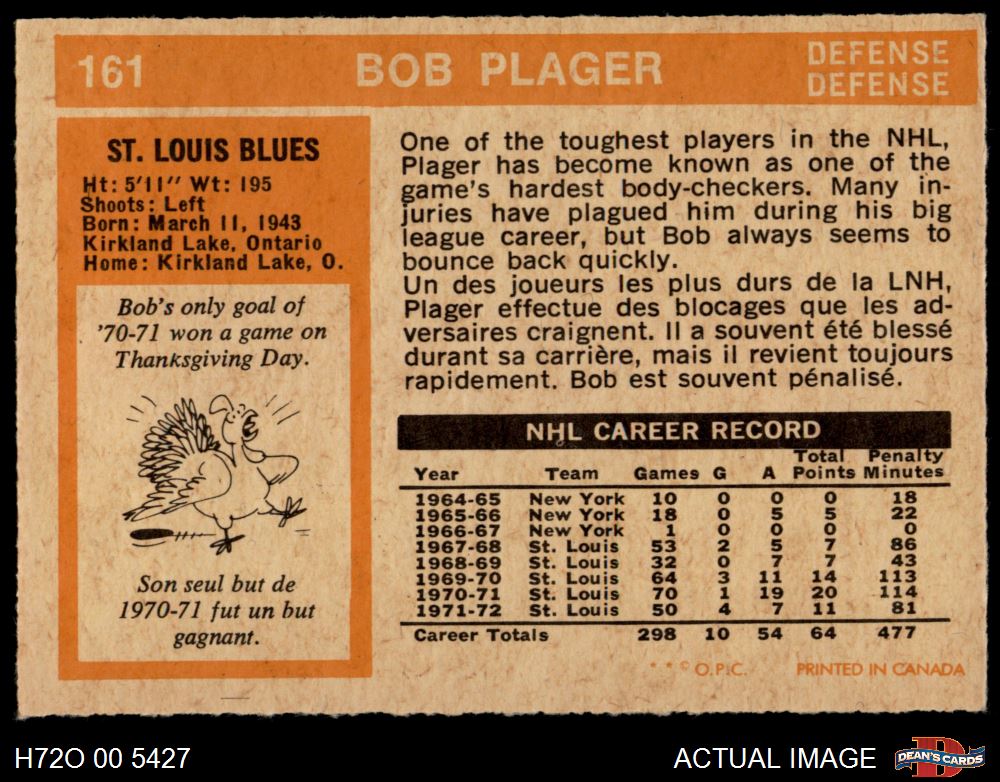 161 BOB PLAGER DEFENSE
DEFENSE
ST. LOUIS BLUES
Ht: 5'11″ Wt: 195
Shoots: Left
Born: March 11, 1943
Kirkland Lake, Ontario
Home: Kirkland Lake, O.
Bob's only goal of
'70-71 won a game on
Thanksgiving Day.
Son seul but de
1970-71 fut un but
gagnant.
One of the toughest players in the NHL,
Plager has become known as one of the
game's hardest body-checkers. Many in-
juries have plagued him during his big
league career, but Bob always seems to
bounce back quickly.
Un des joueurs les plus durs de la LNH,
Plager effectue des blocages que les ad-
versaires craignent. Il a souvent été blessé
durant sa carrière, mais il revient toujours
rapidement. Bob est souvent pénalisé.
NHL CAREER RECORD
Total Penalty
Year Team Games G A Points Minutes
1964-65 New York 10 0 0 0 18
1965-66 New York 18 0 5 5 22
1966-67 New York 1 0 0 0 0
1967-68 St. Louis 53 2 5 7 86
1968-69 St. Louis 32 0 7 7 43
1969-70 St. Louis 64 3 11 14 113
1970-71 St. Louis 70 1 19 20 114
1971-72 St. Louis 50 4 7 11 81
Career Totals 298 10 54 64 477
* * © O.P.C. PRINTED IN CANADA
H72O 00 5427 ACTUAL IMAGE D DEAN'S CARDS